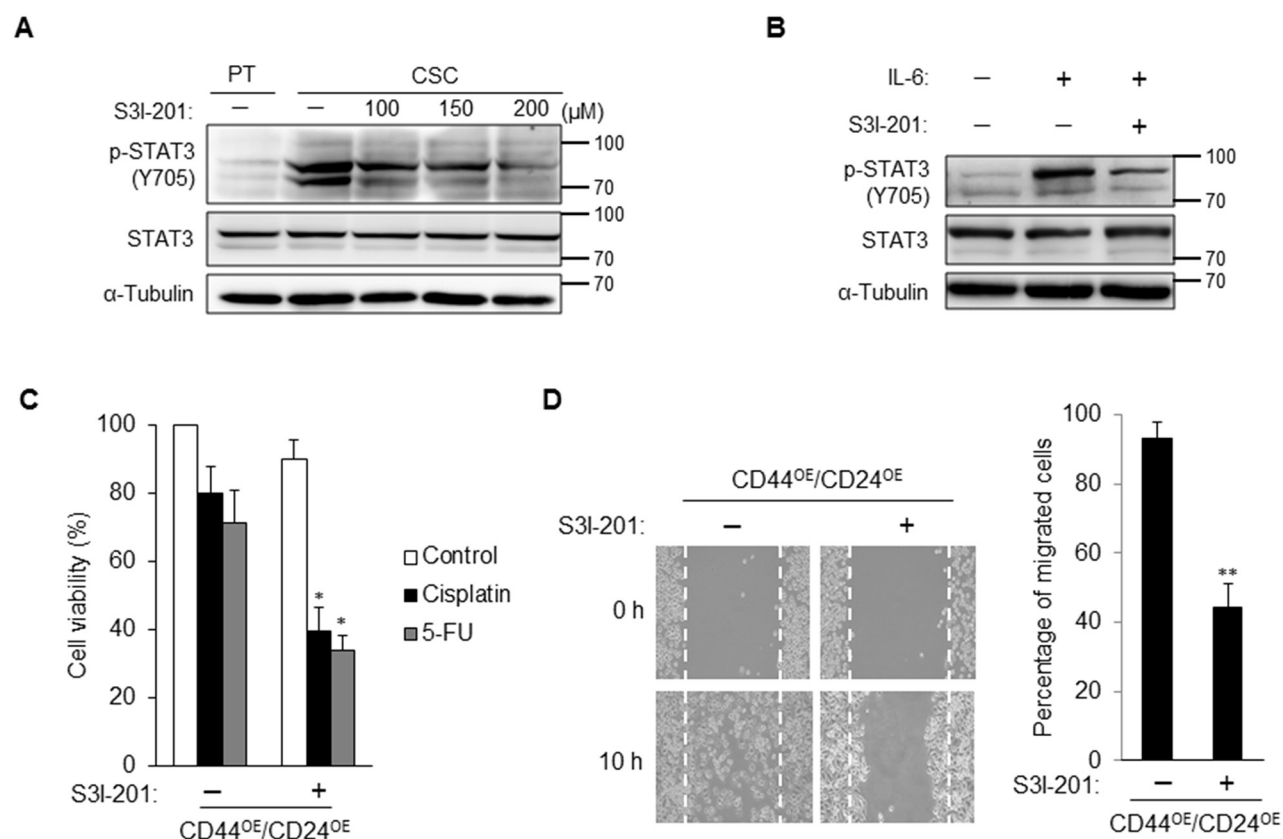 A
PT CSC
S3I-201: – – 100 150 200 (µM)
p-STAT3
(Y705)
100
70
STAT3
100
70
α-Tubulin
70
B
IL-6: – + +
S3I-201: – – +
p-STAT3
(Y705)
100
70
STAT3
70
α-Tubulin
70
C
Cell viability (%)
100
80
60
40
20
0
* *
Control
Cisplatin
5-FU
S3I-201: – +
CD44OE/CD24OE
D
CD44OE/CD24OE
S3I-201: – +
0 h
10 h
Percentage of migrated cells
100
90
80
60
40
20
0
**
S3I-201: – +
CD44OE/CD24OE